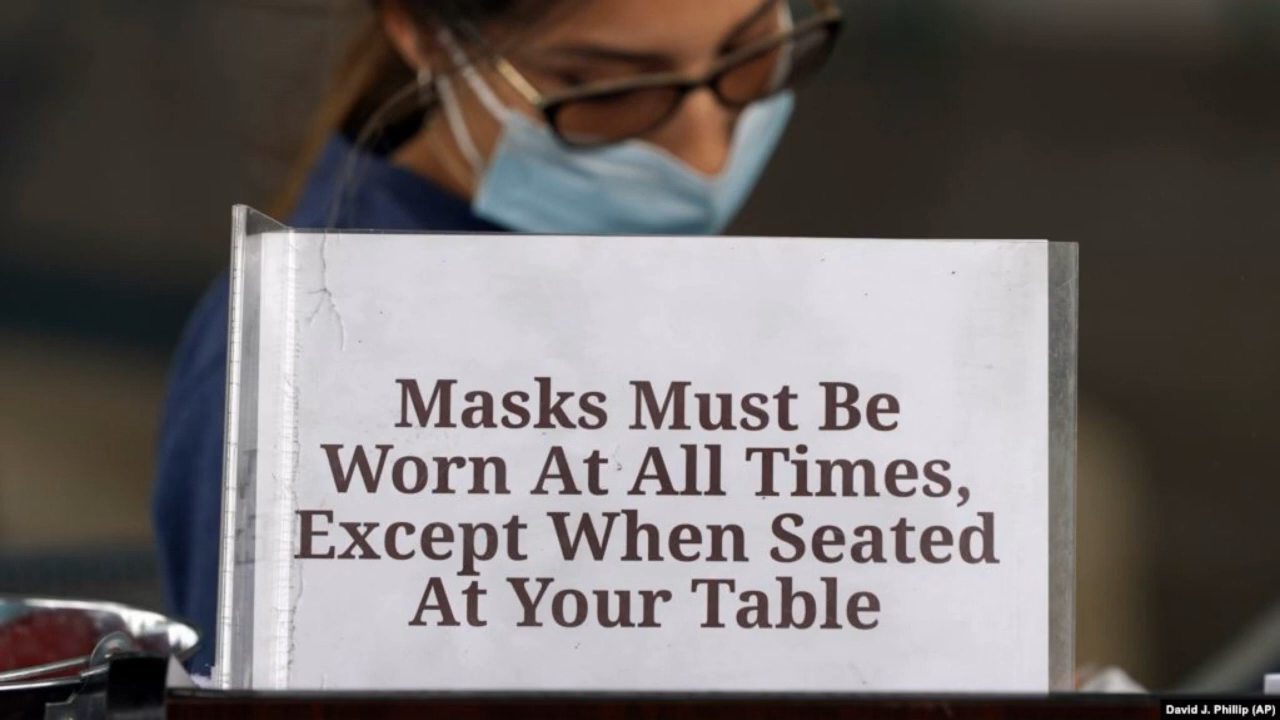 Masks Must Be
Worn At All Times,
Except When Seated
At Your Table
David J. Phillip (AP)